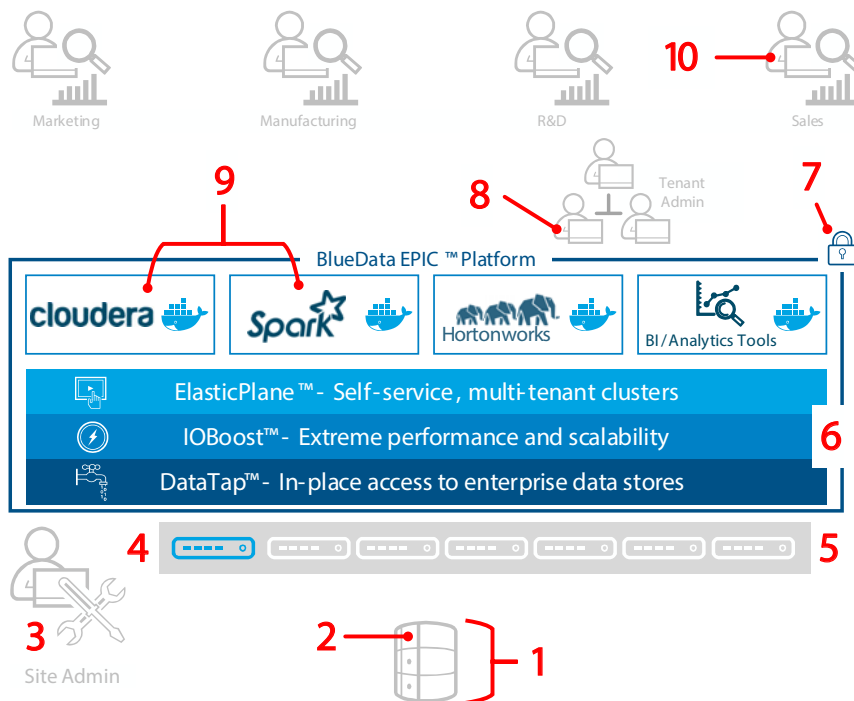 10
Marketing
Manufacturing
R&D
Sales
9
8
Tenant
Admin
7
BlueData EPIC ™ Platform
cloudera
Spark
Hortonworks
BI/Analytics Tools
ElasticPlane™ - Self-service, multi-tenant clusters
IOBoost™ - Extreme performance and scalability
6
DataTap™ - In-place access to enterprise data stores
4
5
3
2
1
Site Admin